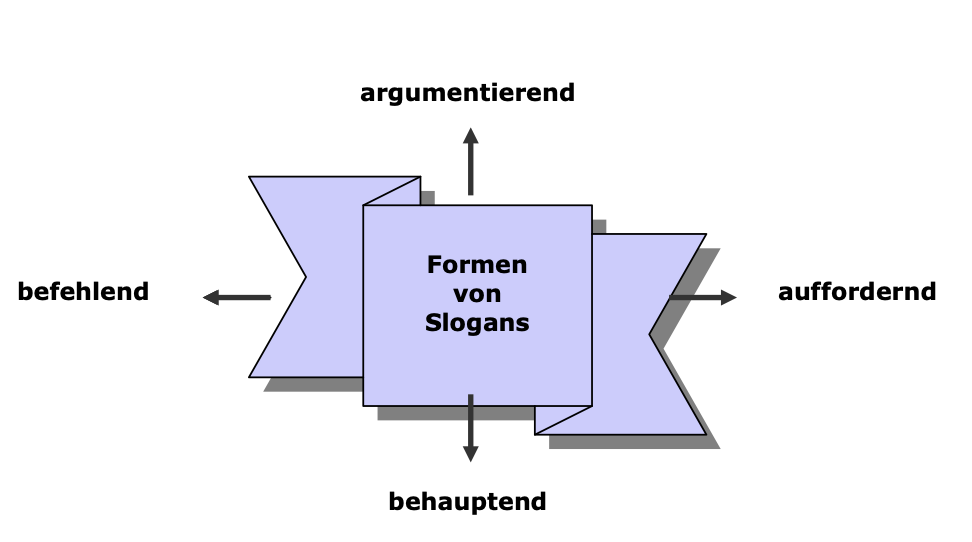 argumentierend
Formen
von
Slogans
befehlend
auffordernd
behauptend